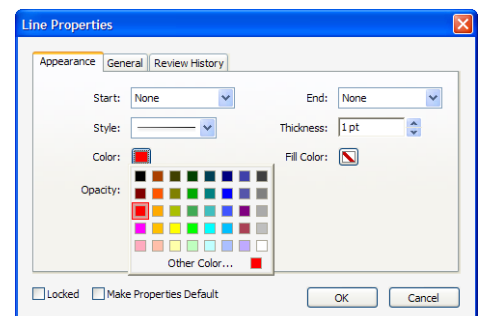 Line Properties
Appearance General Review History
Start: None End: None
Style: Thickness: 1 pt
Color: Fill Color:
Opacity:
Other Color...
Locked Make Properties Default OK Cancel